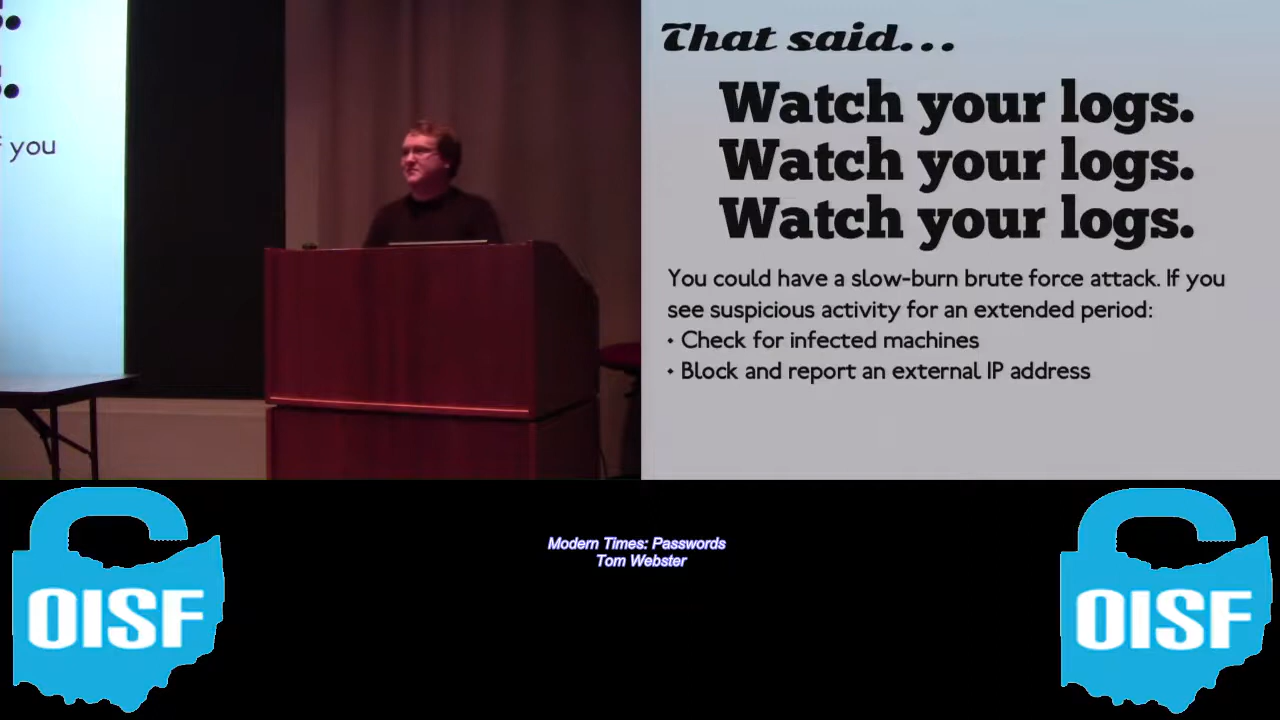 you
That said...
Watch your logs.
Watch your logs.
Watch your logs.
You could have a slow-burn brute force attack. If you
see suspicious activity for an extended period:
• Check for infected machines
• Block and report an external IP address
Modern Times: Passwords
Tom Webster
OISF
OISF